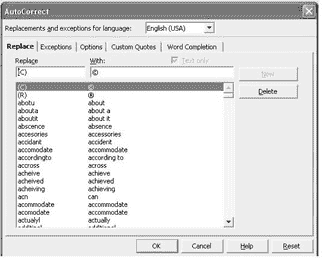 AutoCorrect
Replacements and exceptions for language: English (USA)
Replace Exceptions Options Custom Quotes Word Completion
Replace With: Text only
(C) © New
(C) © Delete
(R) ®
abotu about
abouta about a
aboutit about it
abscence absence
accesories accessories
accidant accident
accomodate accommodate
accordingto according to
accross across
acheive achieve
acheived achieved
acheiving achieving
acn can
acommodate accommodate
acomodate accommodate
actualyl actually
additinal additional
OK Cancel Help Reset